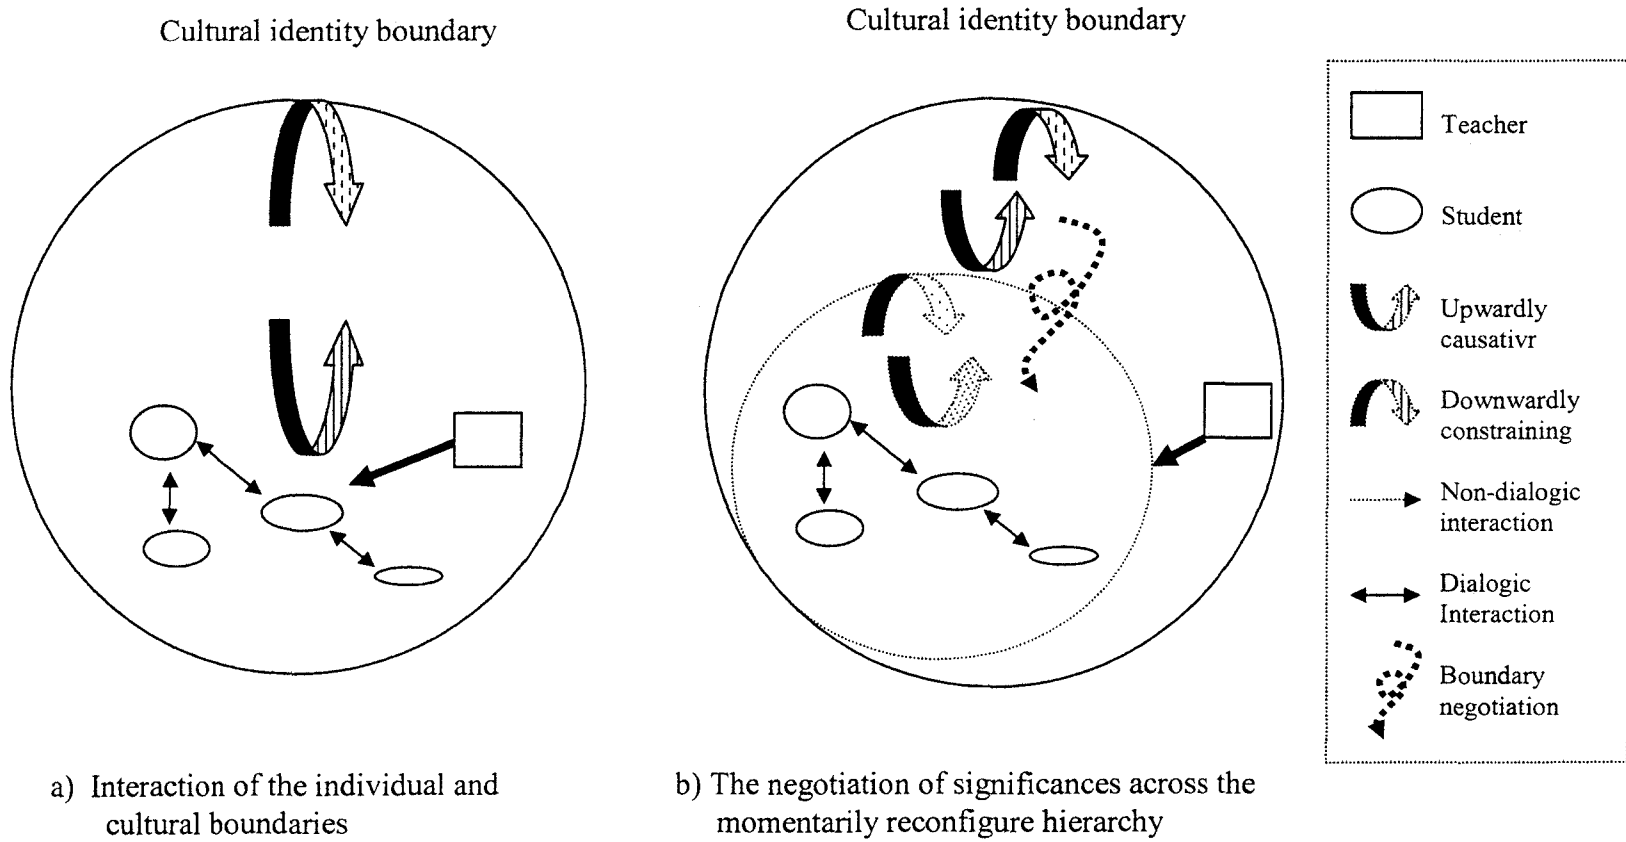 Cultural identity boundary
Cultural identity boundary
Teacher
Student
Upwardly
causativr
Downwardly
constraining
Non-dialogic
interaction
Dialogic
Interaction
Boundary
negotiation
a) Interaction of the individual and
cultural boundaries
b) The negotiation of significances across the
momentarily reconfigure hierarchy